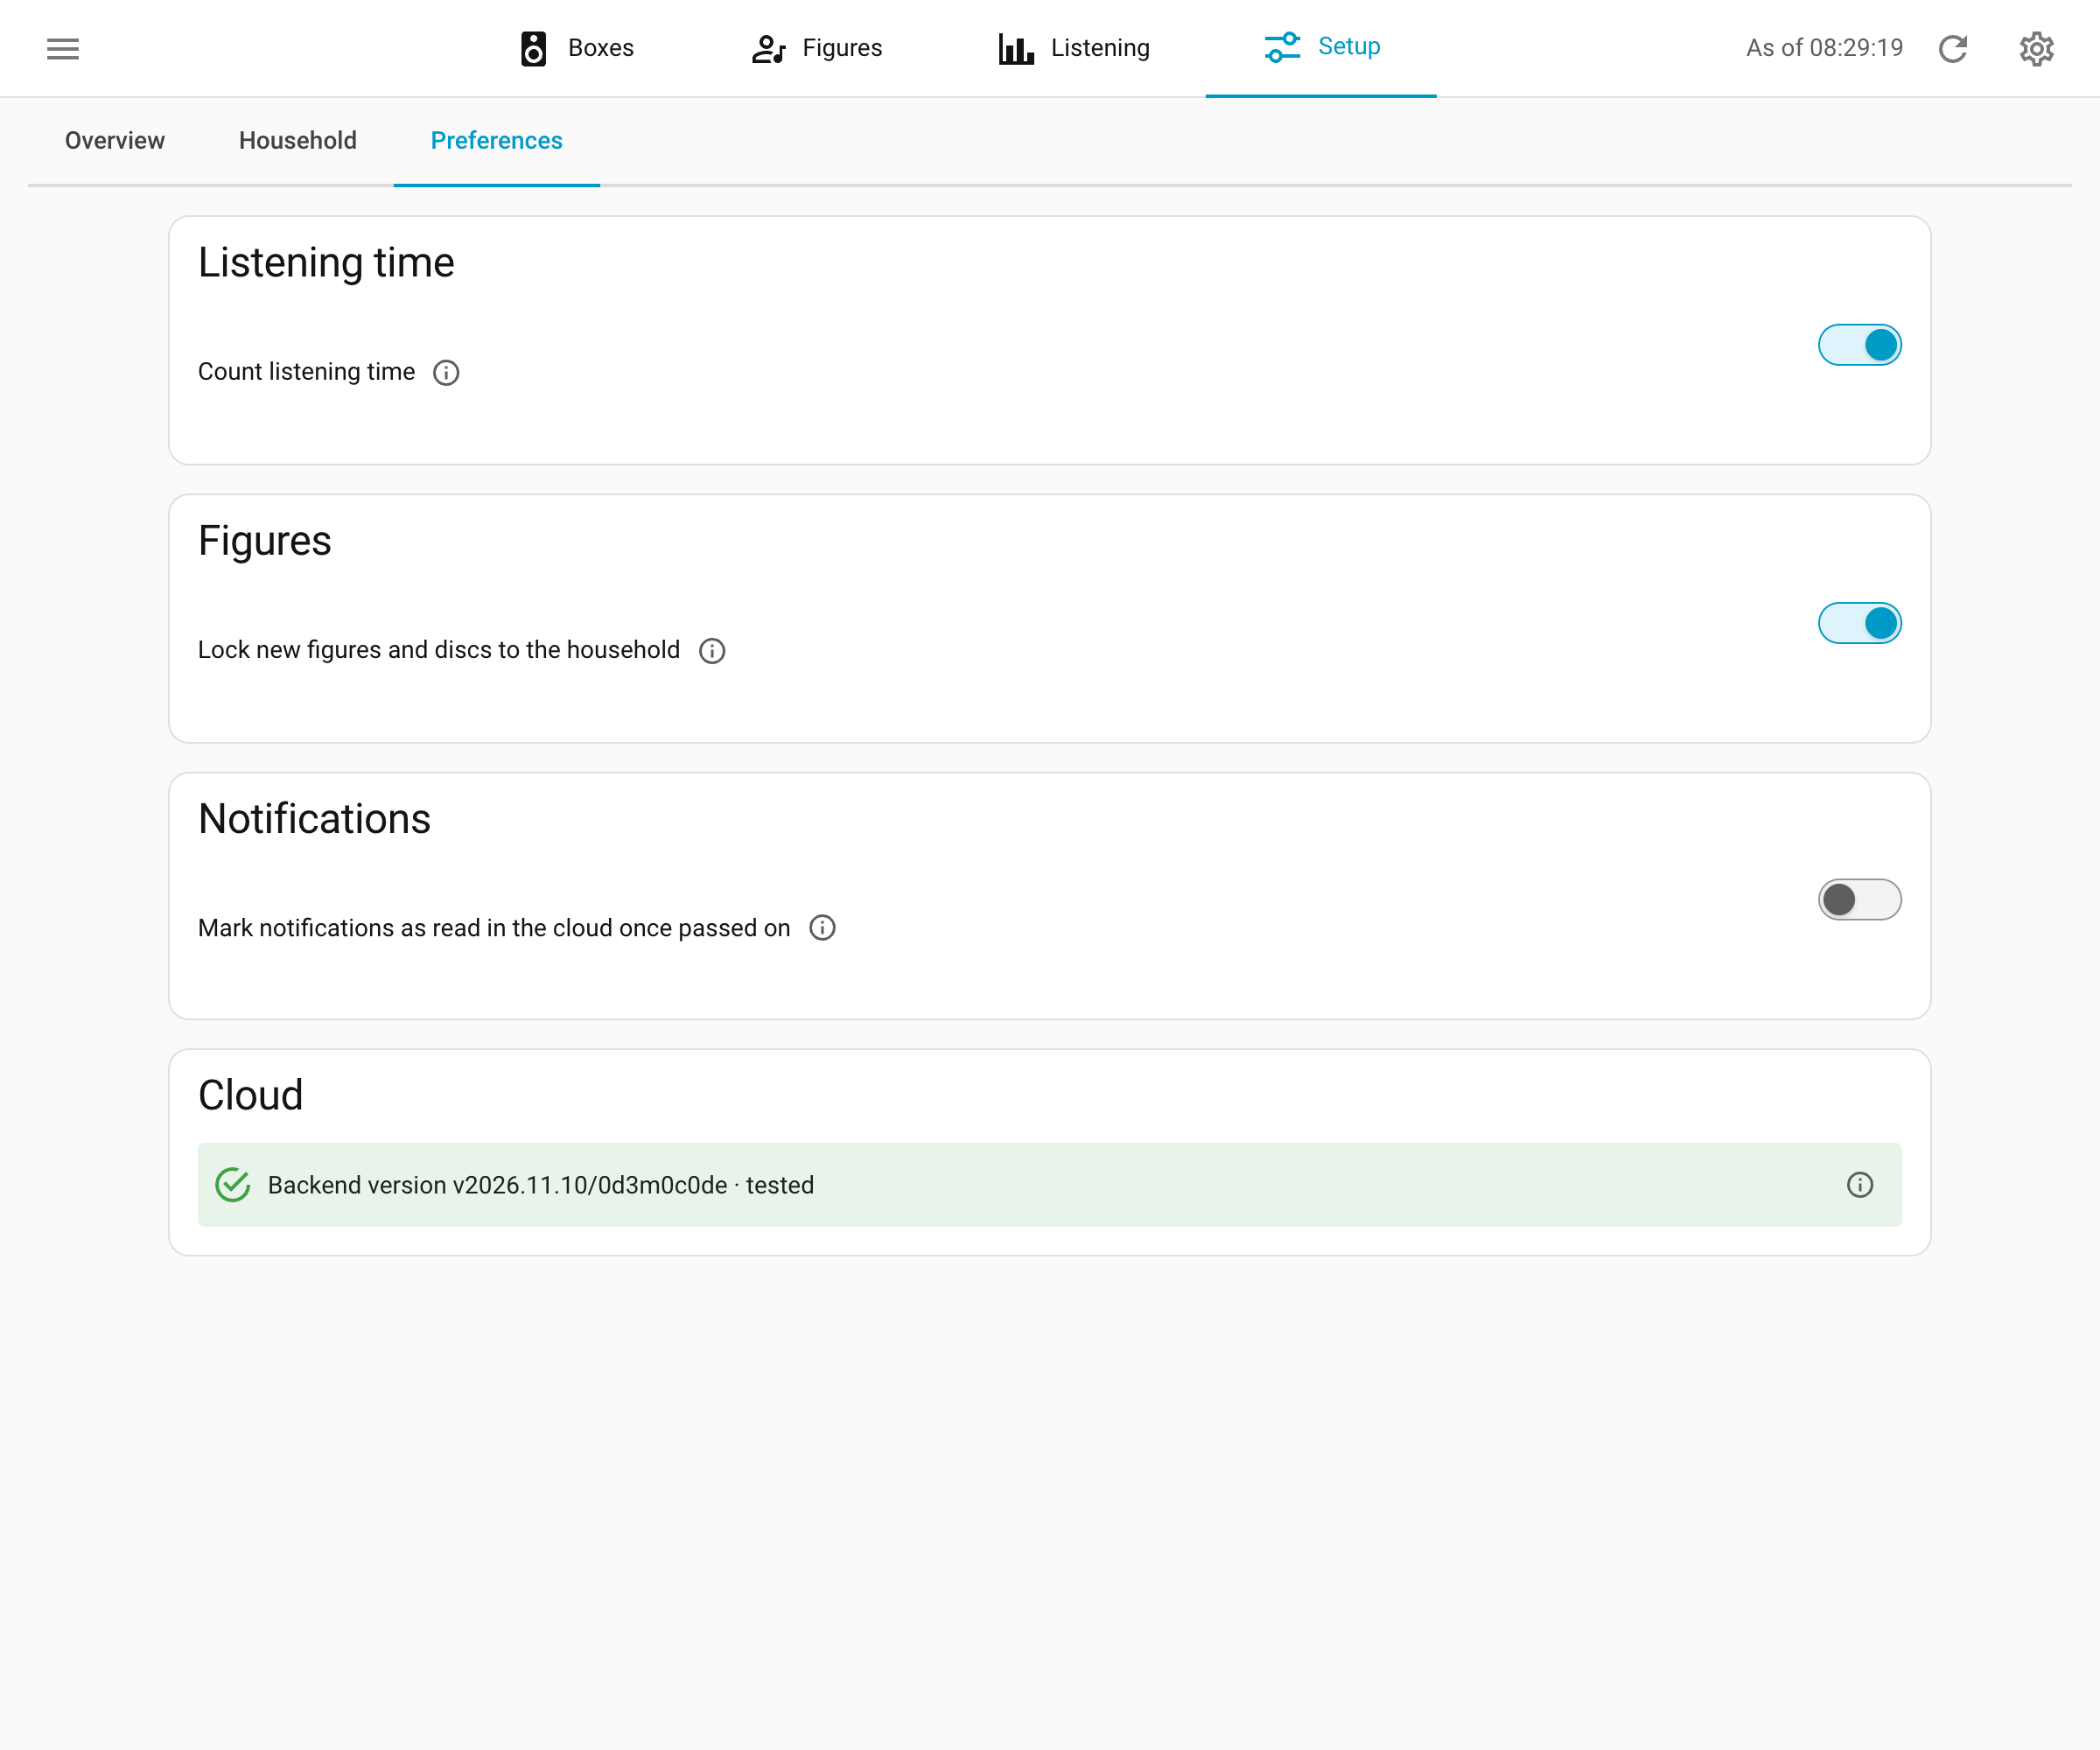 Boxes
Figures
Listening
Setup
As of 08:29:19
Overview
Household
Preferences
Listening time
Count listening time
Figures
Lock new figures and discs to the household
Notifications
Mark notifications as read in the cloud once passed on
Cloud
Backend version v2026.11.10/0d3m0c0de · tested